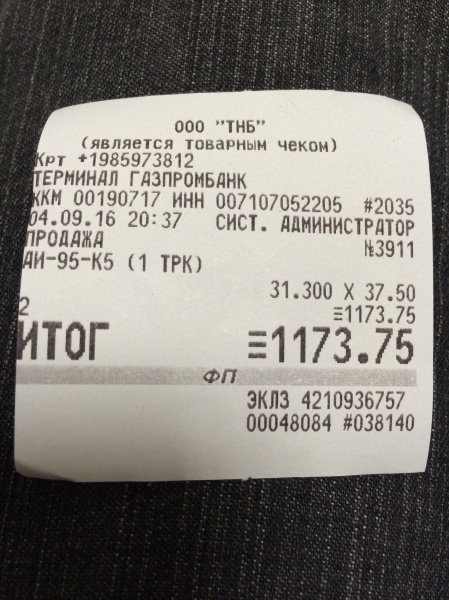 ООО "ТНБ"
(является товарным чеком)
Крт +1985973812
ТЕРМИНАЛ ГАЗПРОМБАНК
ККМ 00190717 ИНН 007107052205 #2035
04.09.16 20:37 СИСТ. АДМИНИСТРАТОР
ПРОДАЖА №3911
АИ-95-К5 (1 ТРК)
31.300 X 37.50
2 ≡1173.75
ИТОГ ≡1173.75
ФП
ЭКЛЗ 4210936757
00048084 #038140